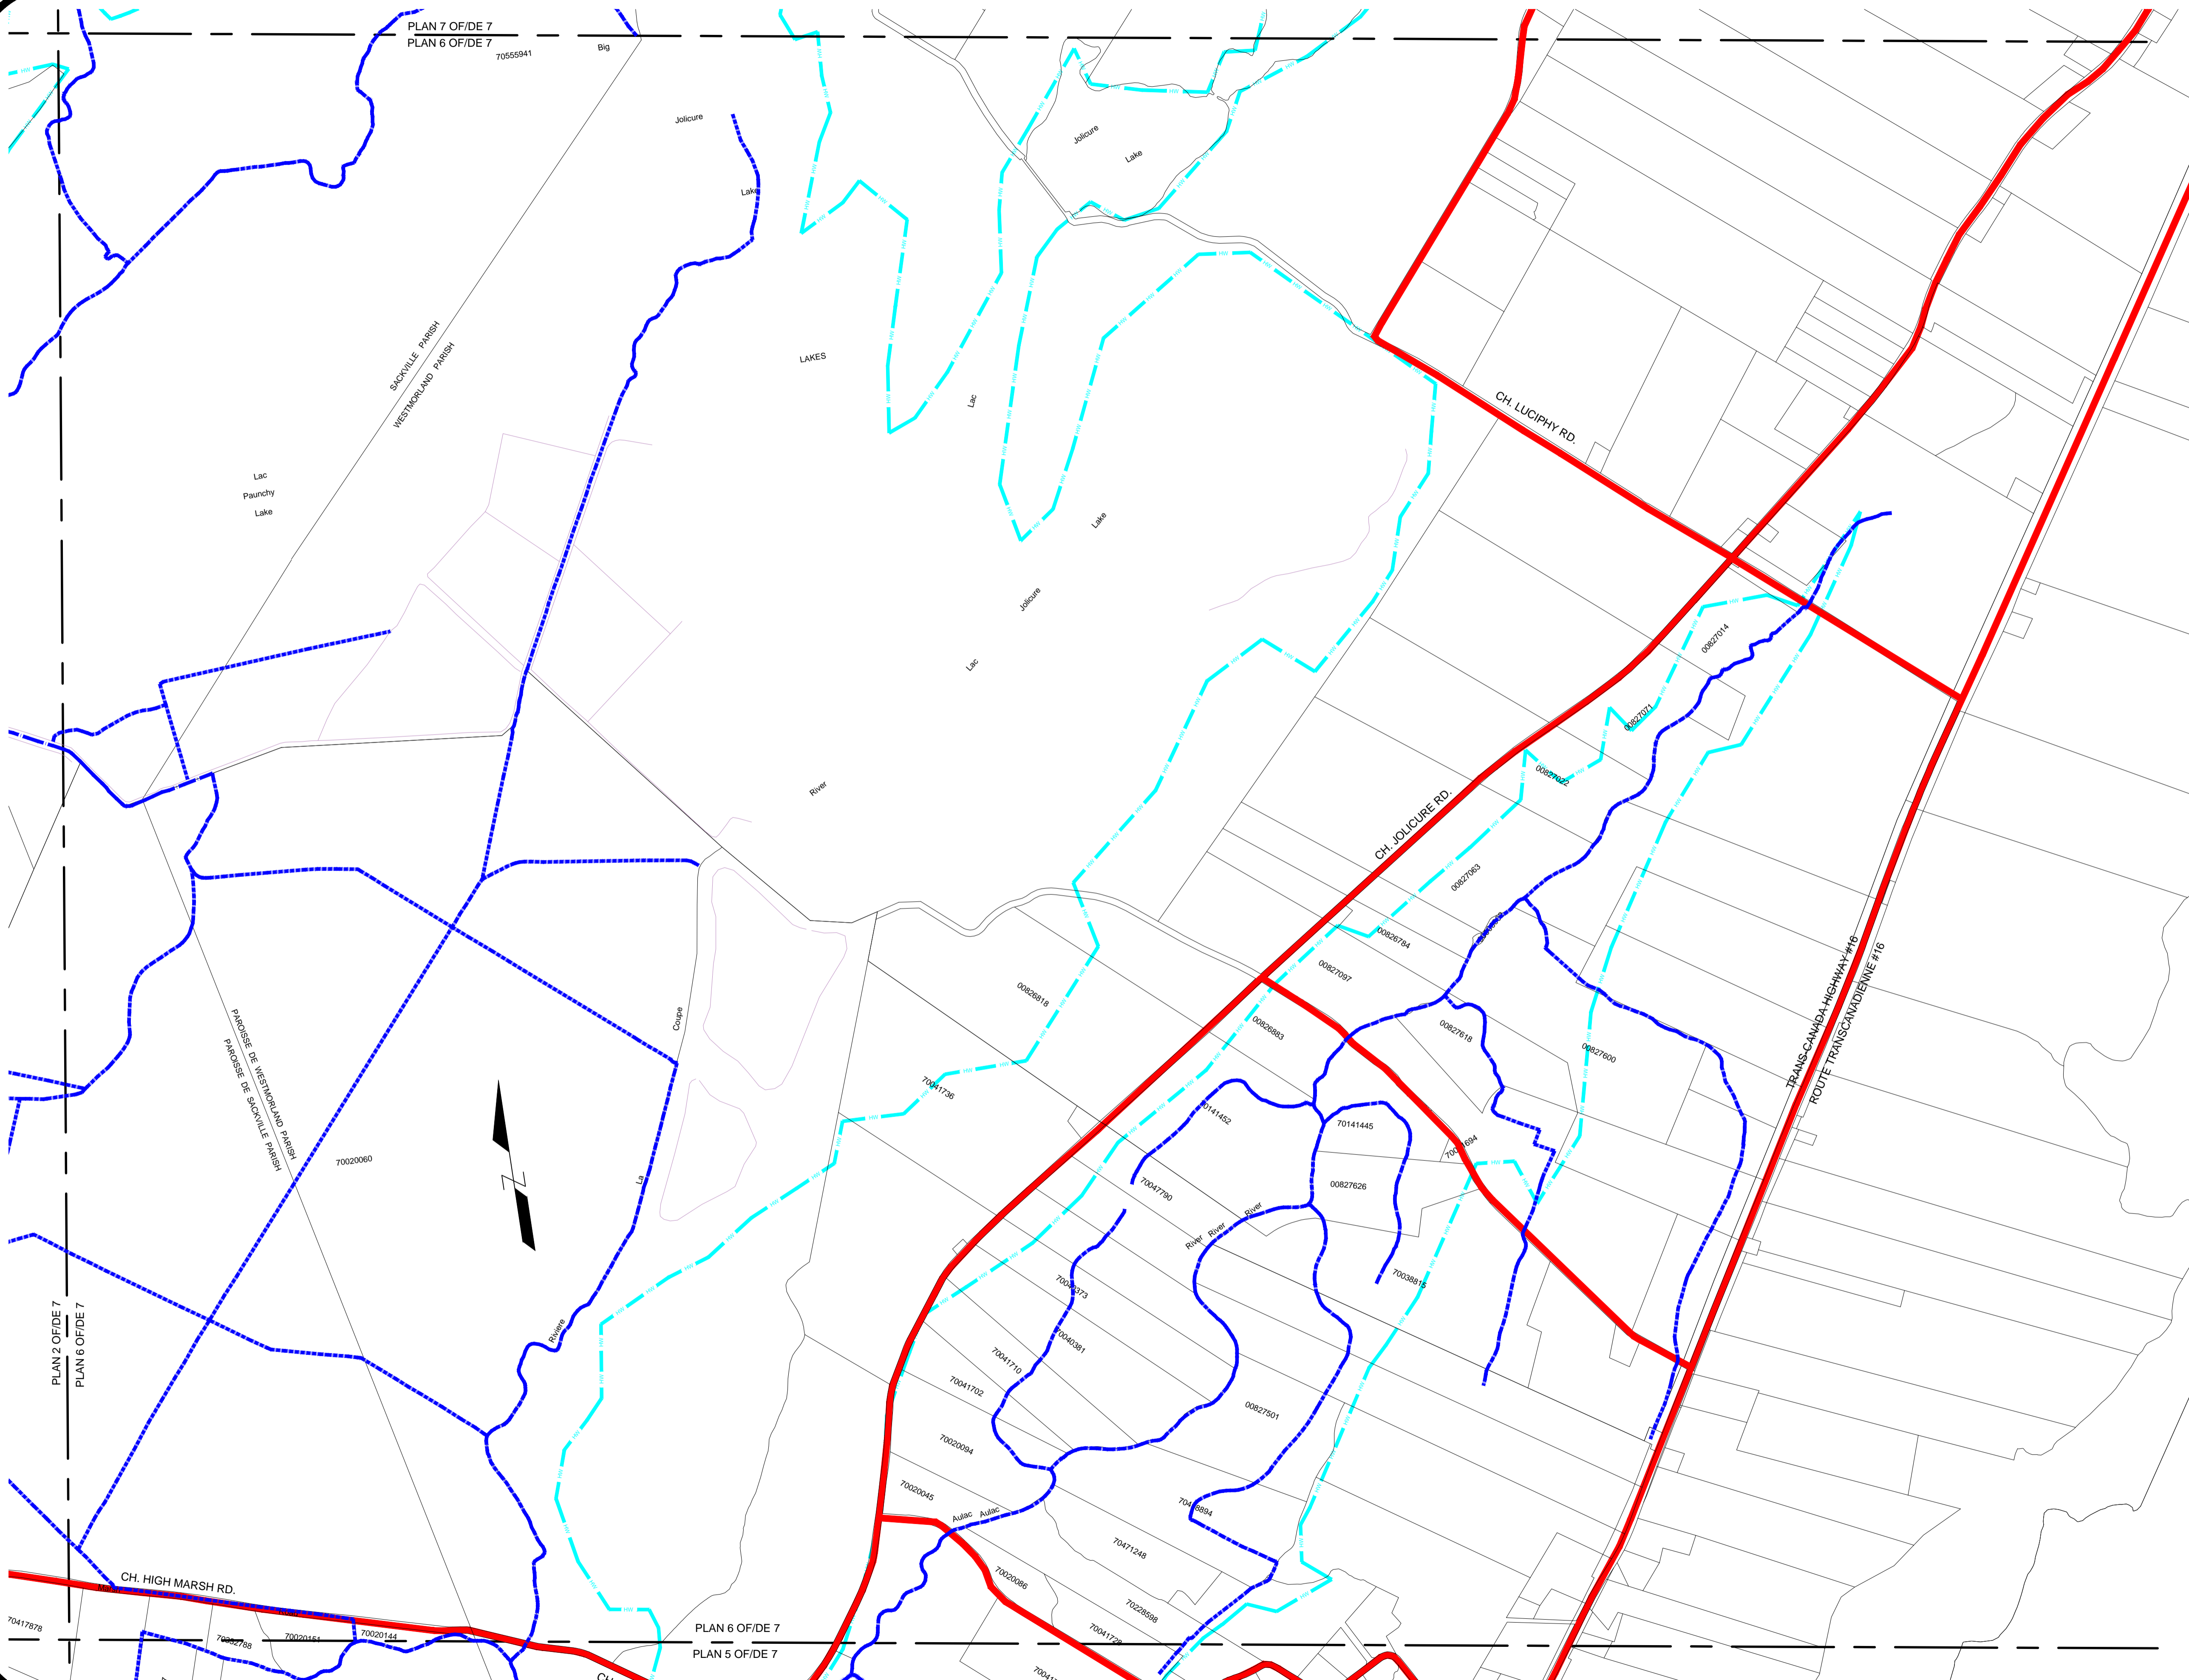 PLAN 7 OF/DE 7
PLAN 6 OF/DE 7
70555941
Big
Jolicure
Lake
Jolicure
Lake
SACKVILLE PARISH
WESTMORLAND PARISH
LAKES
Lac
CH. LUCIPHY RD.
Lac
Paunchy
Lake
Lake
Jolicure
Lac
River
00827014
00827071
00827022
CH. JOLICURE RD.
00827063
00826784
00827097
00826818
00826883
00827618
00827600
TRANS-CANADA HIGHWAY #16
ROUTE TRANSCANADIENNE #16
Coupe
La
Riviere
PAROISSE DE WESTMORLAND PARISH
PAROISSE DE SACKVILLE PARISH
70020060
N
70041736
70141452
70141445
70047790
00827626
River
River
River
70038815
70040381
70041710
70041702
00827501
70020094
70020045
Aulac
Aulac
70471248
70020086
70228598
70041728
PLAN 2 OF/DE 7
PLAN 6 OF/DE 7
CH. HIGH MARSH RD.
70417878
70020151
70020144
PLAN 6 OF/DE 7
PLAN 5 OF/DE 7
HW